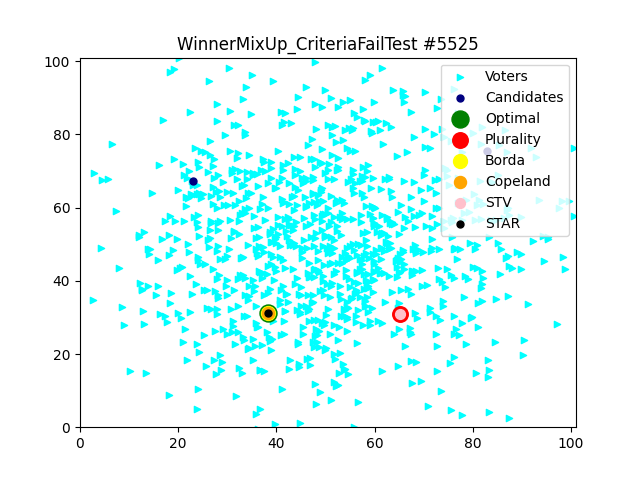 WinnerMixUp_CriteriaFailTest #5525
100
80
60
40
20
0
0
20
40
60
80
100
Voters
Candidates
Optimal
Plurality
Borda
Copeland
STV
STAR